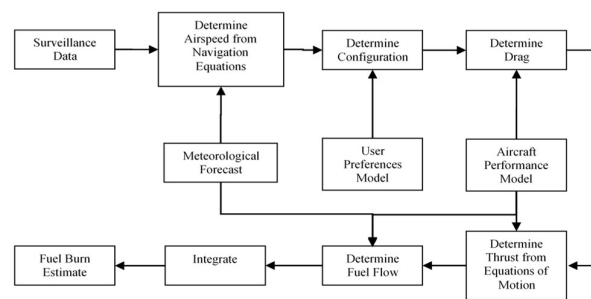 Surveillance
Data
Determine
Airspeed from
Navigation
Equations
Determine
Configuration
Determine
Drag
Meteorological
Forecast
User
Preferences
Model
Aircraft
Performance
Model
Fuel Burn
Estimate
Integrate
Determine
Fuel Flow
Determine
Thrust from
Equations of
Motion